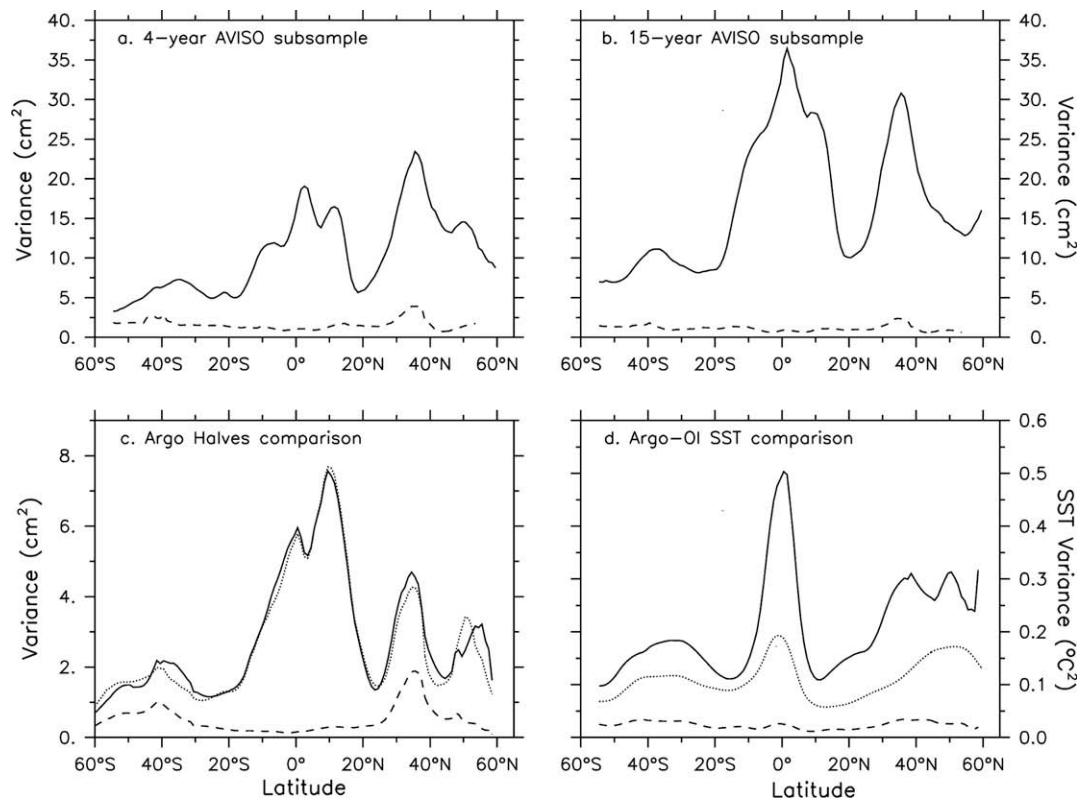 a. 4-year AVISO subsample
40.
35.
30.
25.
20.
15.
10.
5.
0.
Variance (cm²)
60°S 40°S 20°S 0° 20°N 40°N 60°N
b. 15-year AVISO subsample
40.
35.
30.
25.
20.
15.
10.
5.
0.
Variance (cm²)
60°S 40°S 20°S 0° 20°N 40°N 60°N
c. Argo Halves comparison
8.
6.
4.
2.
0.
Variance (cm²)
60°S 40°S 20°S 0° 20°N 40°N 60°N
Latitude
d. Argo-OI SST comparison
0.6
0.5
0.4
0.3
0.2
0.1
0.0
SST Variance (°C²)
60°S 40°S 20°S 0° 20°N 40°N 60°N
Latitude